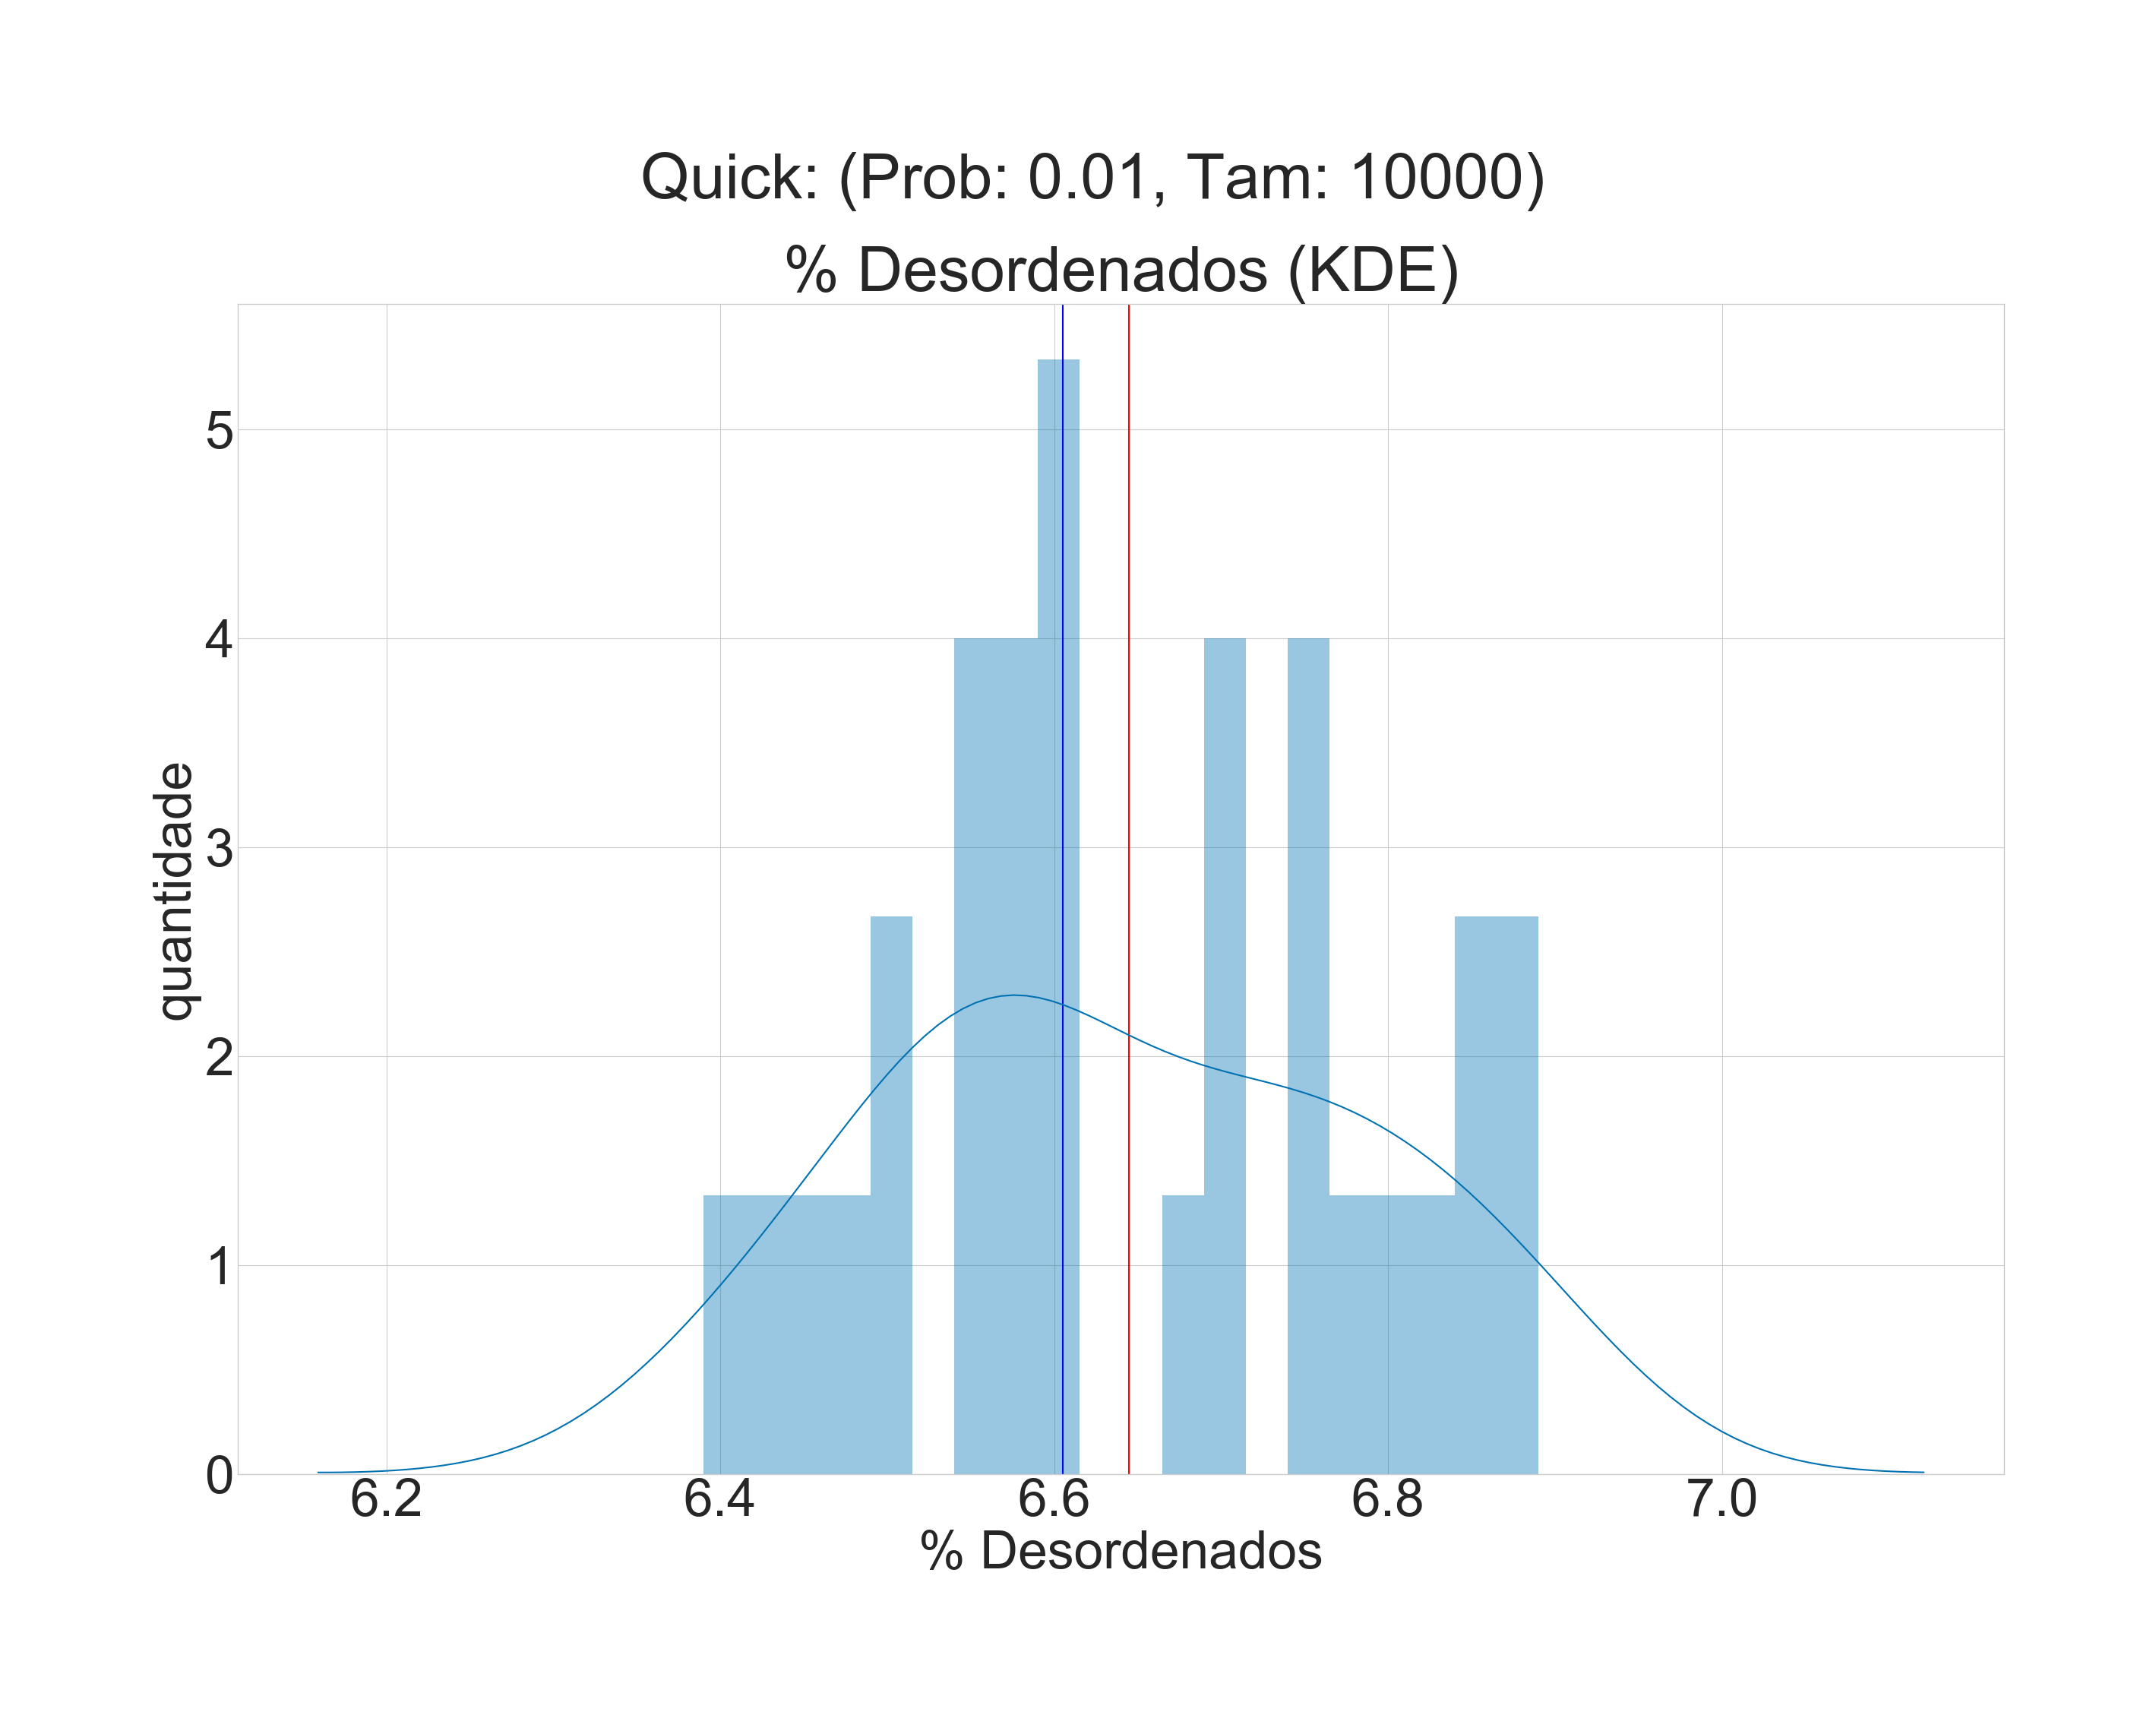 Quick: (Prob: 0.01, Tam: 10000)
% Desordenados (KDE)
quantidade
5
4
3
2
1
0
6.2 6.4 6.6 6.8 7.0
% Desordenados